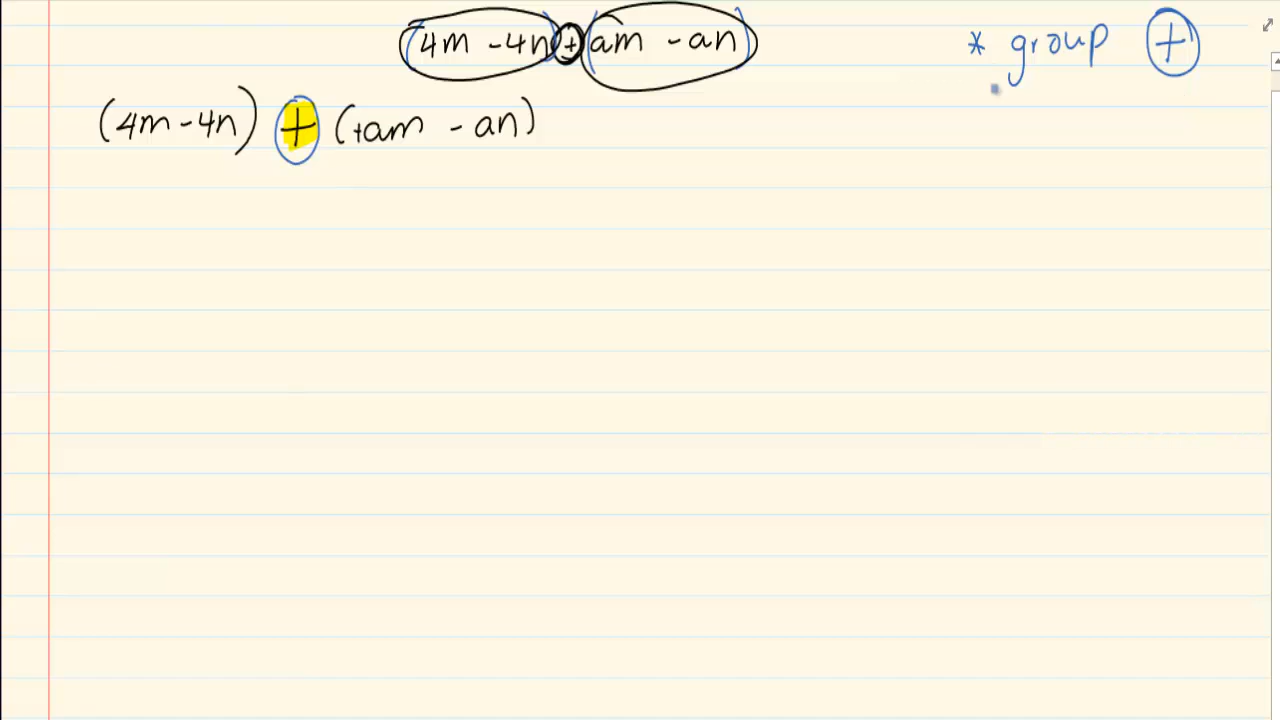 (4m - 4n) + (am - an) * group +
(4m - 4n) + (+am - an)